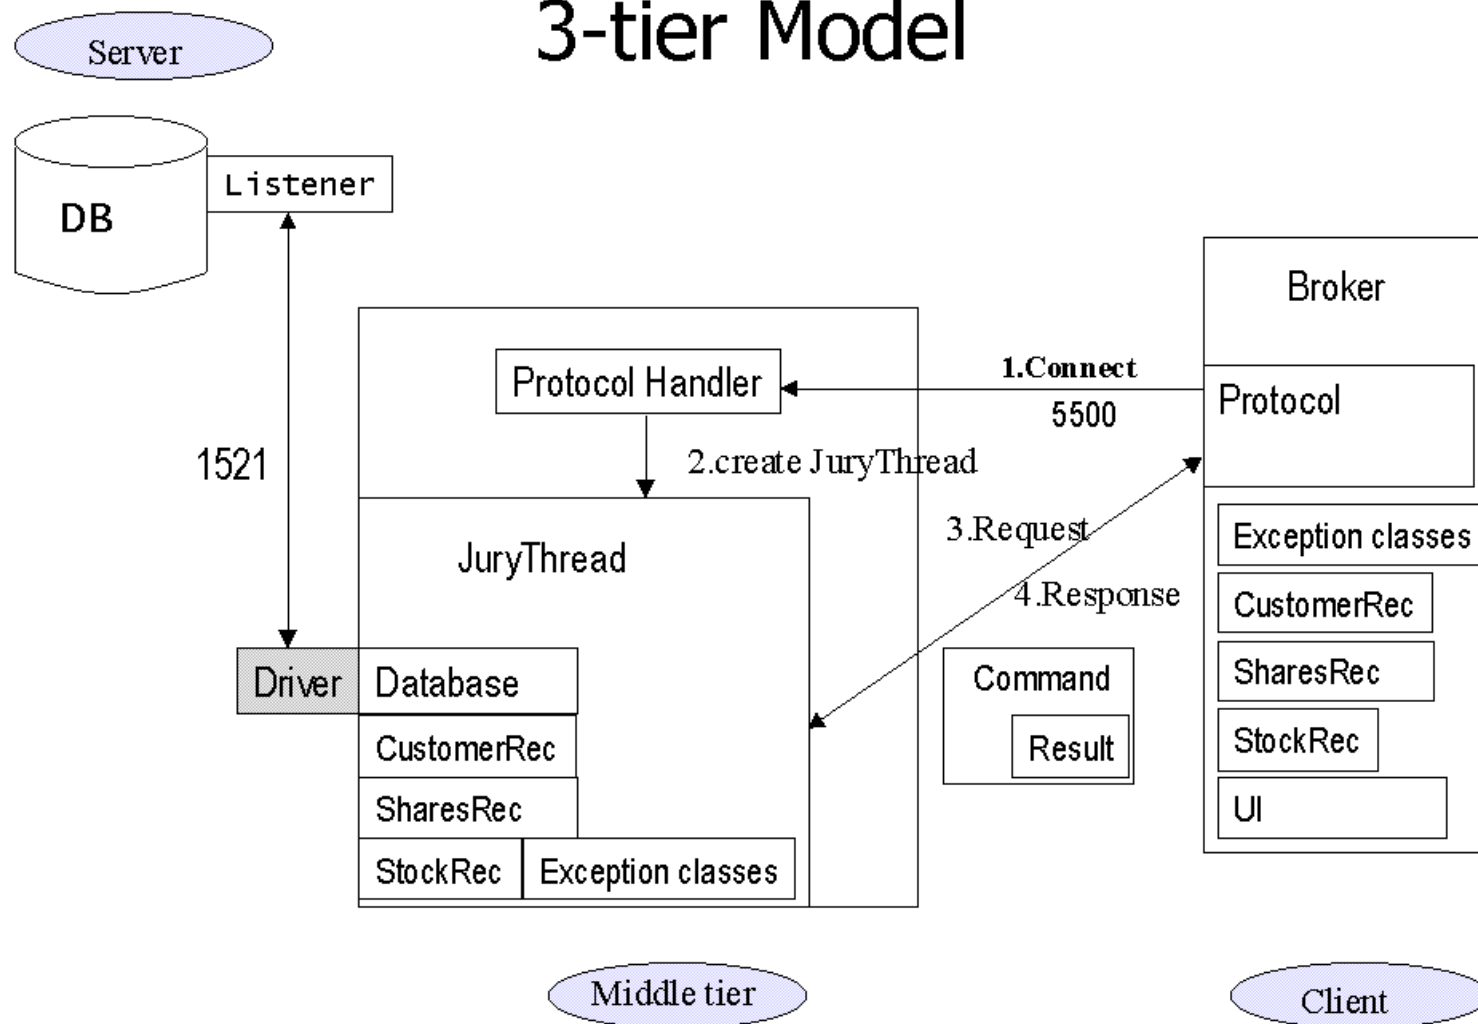 3-tier Model
Server
DB
Listener
1521
Driver
Protocol Handler
2.create JuryThread
JuryThread
Database
CustomerRec
SharesRec
StockRec
Exception classes
1.Connect
5500
3.Request
4.Response
Command
Result
Broker
Protocol
Exception classes
CustomerRec
SharesRec
StockRec
UI
Middle tier
Client